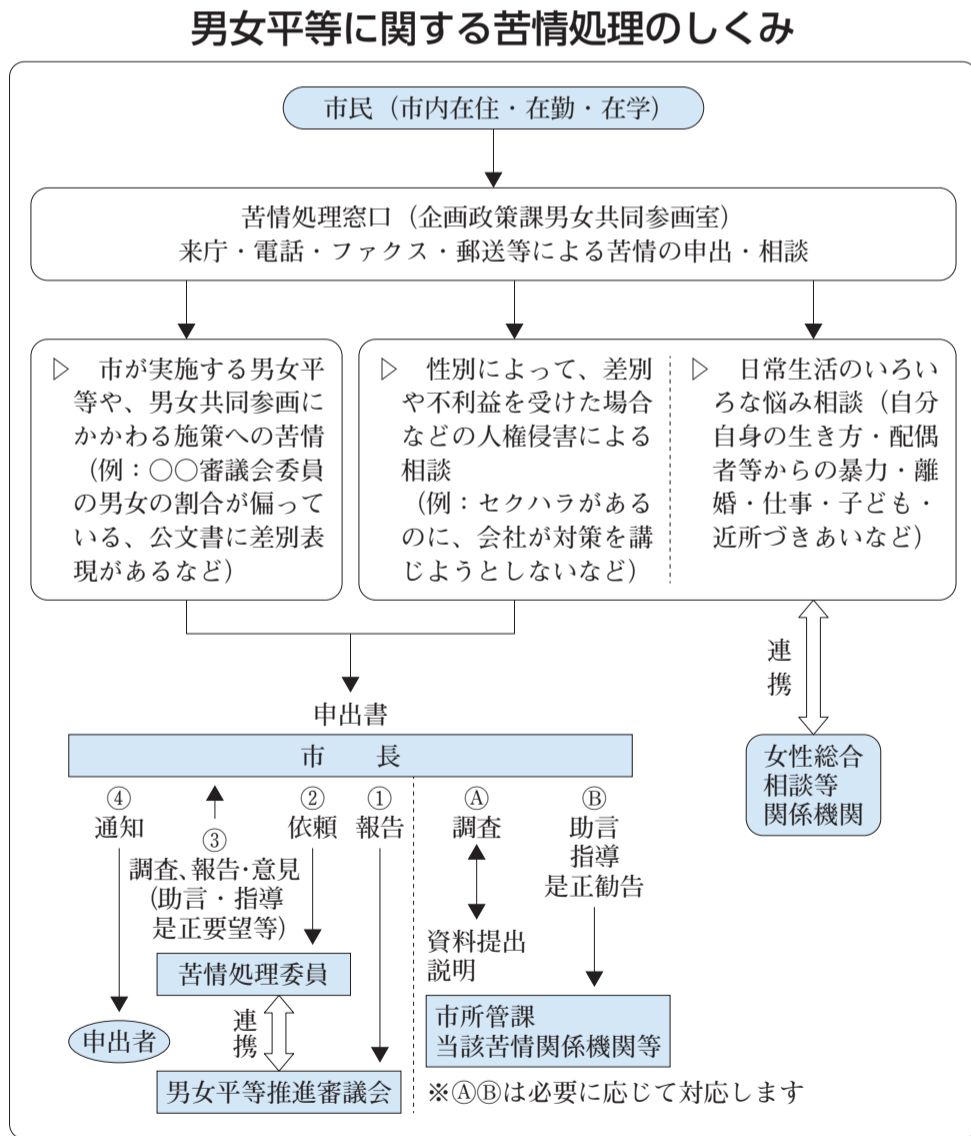 男女平等に関する苦情処理のしくみ
市民（市内在住・在勤・在学）
苦情処理窓口（企画政策課男女共同参画室）
来庁・電話・ファクス・郵送等による苦情の申出・相談
▷　市が実施する男女平
等や、男女共同参画に
かかわる施策への苦情
（例：○○審議会委員
の男女の割合が偏って
いる、公文書に差別表
現があるなど）
▷　性別によって、差別
や不利益を受けた場合
などの人権侵害による
相談
（例：セクハラがある
のに、会社が対策を講
じようとしないなど）
▷　日常生活のいろいろ
ろな悩み相談（自分
自身の生き方・配偶
者等からの暴力・離
婚・仕事・子ども・
近所づきあいなど）
連携
女性総合
相談等
関係機関
申出書
市　長
④
通知
③
調査、報告・意見
（助言・指導
是正要望等）
②
依頼
①
報告
Ⓐ
調査
Ⓑ
助言
指導
是正勧告
資料提出
説明
苦情処理委員
連携
申出者
男女平等推進審議会
市所管課
当該苦情関係機関等
※ⒶⒷは必要に応じて対応します